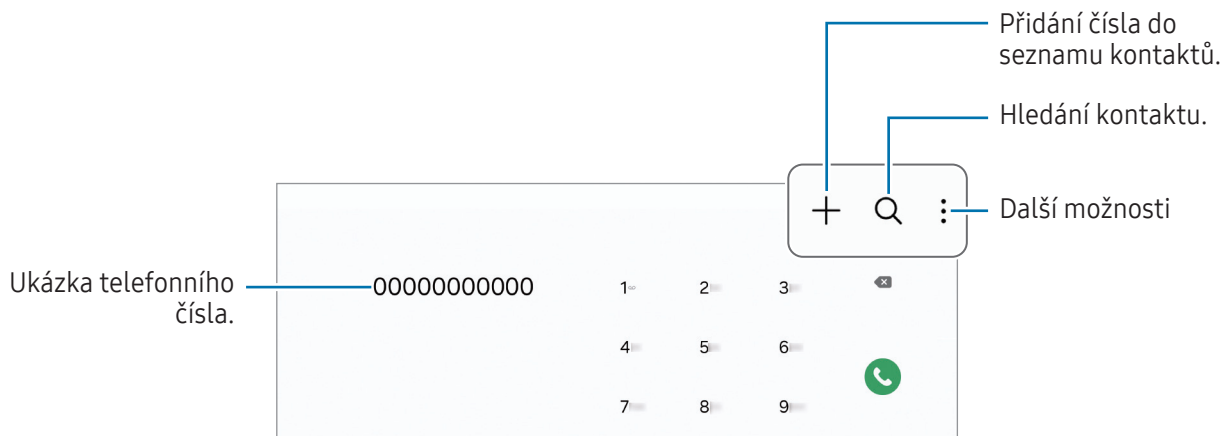 Přidání čísla do
seznamu kontaktů.
Hledání kontaktu.
Další možnosti
Ukázka telefonního
čísla.
00000000000
1 2 3
4 5 6
7 8 9